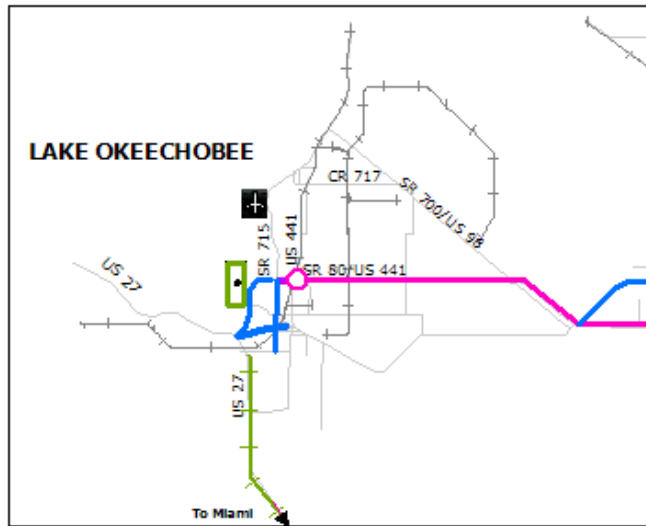 LAKE OKEECHOBEE
CR 717
SR 700/US 98
SR 715
US 441
SR 80/US 441
US 27
US 27
To Miami